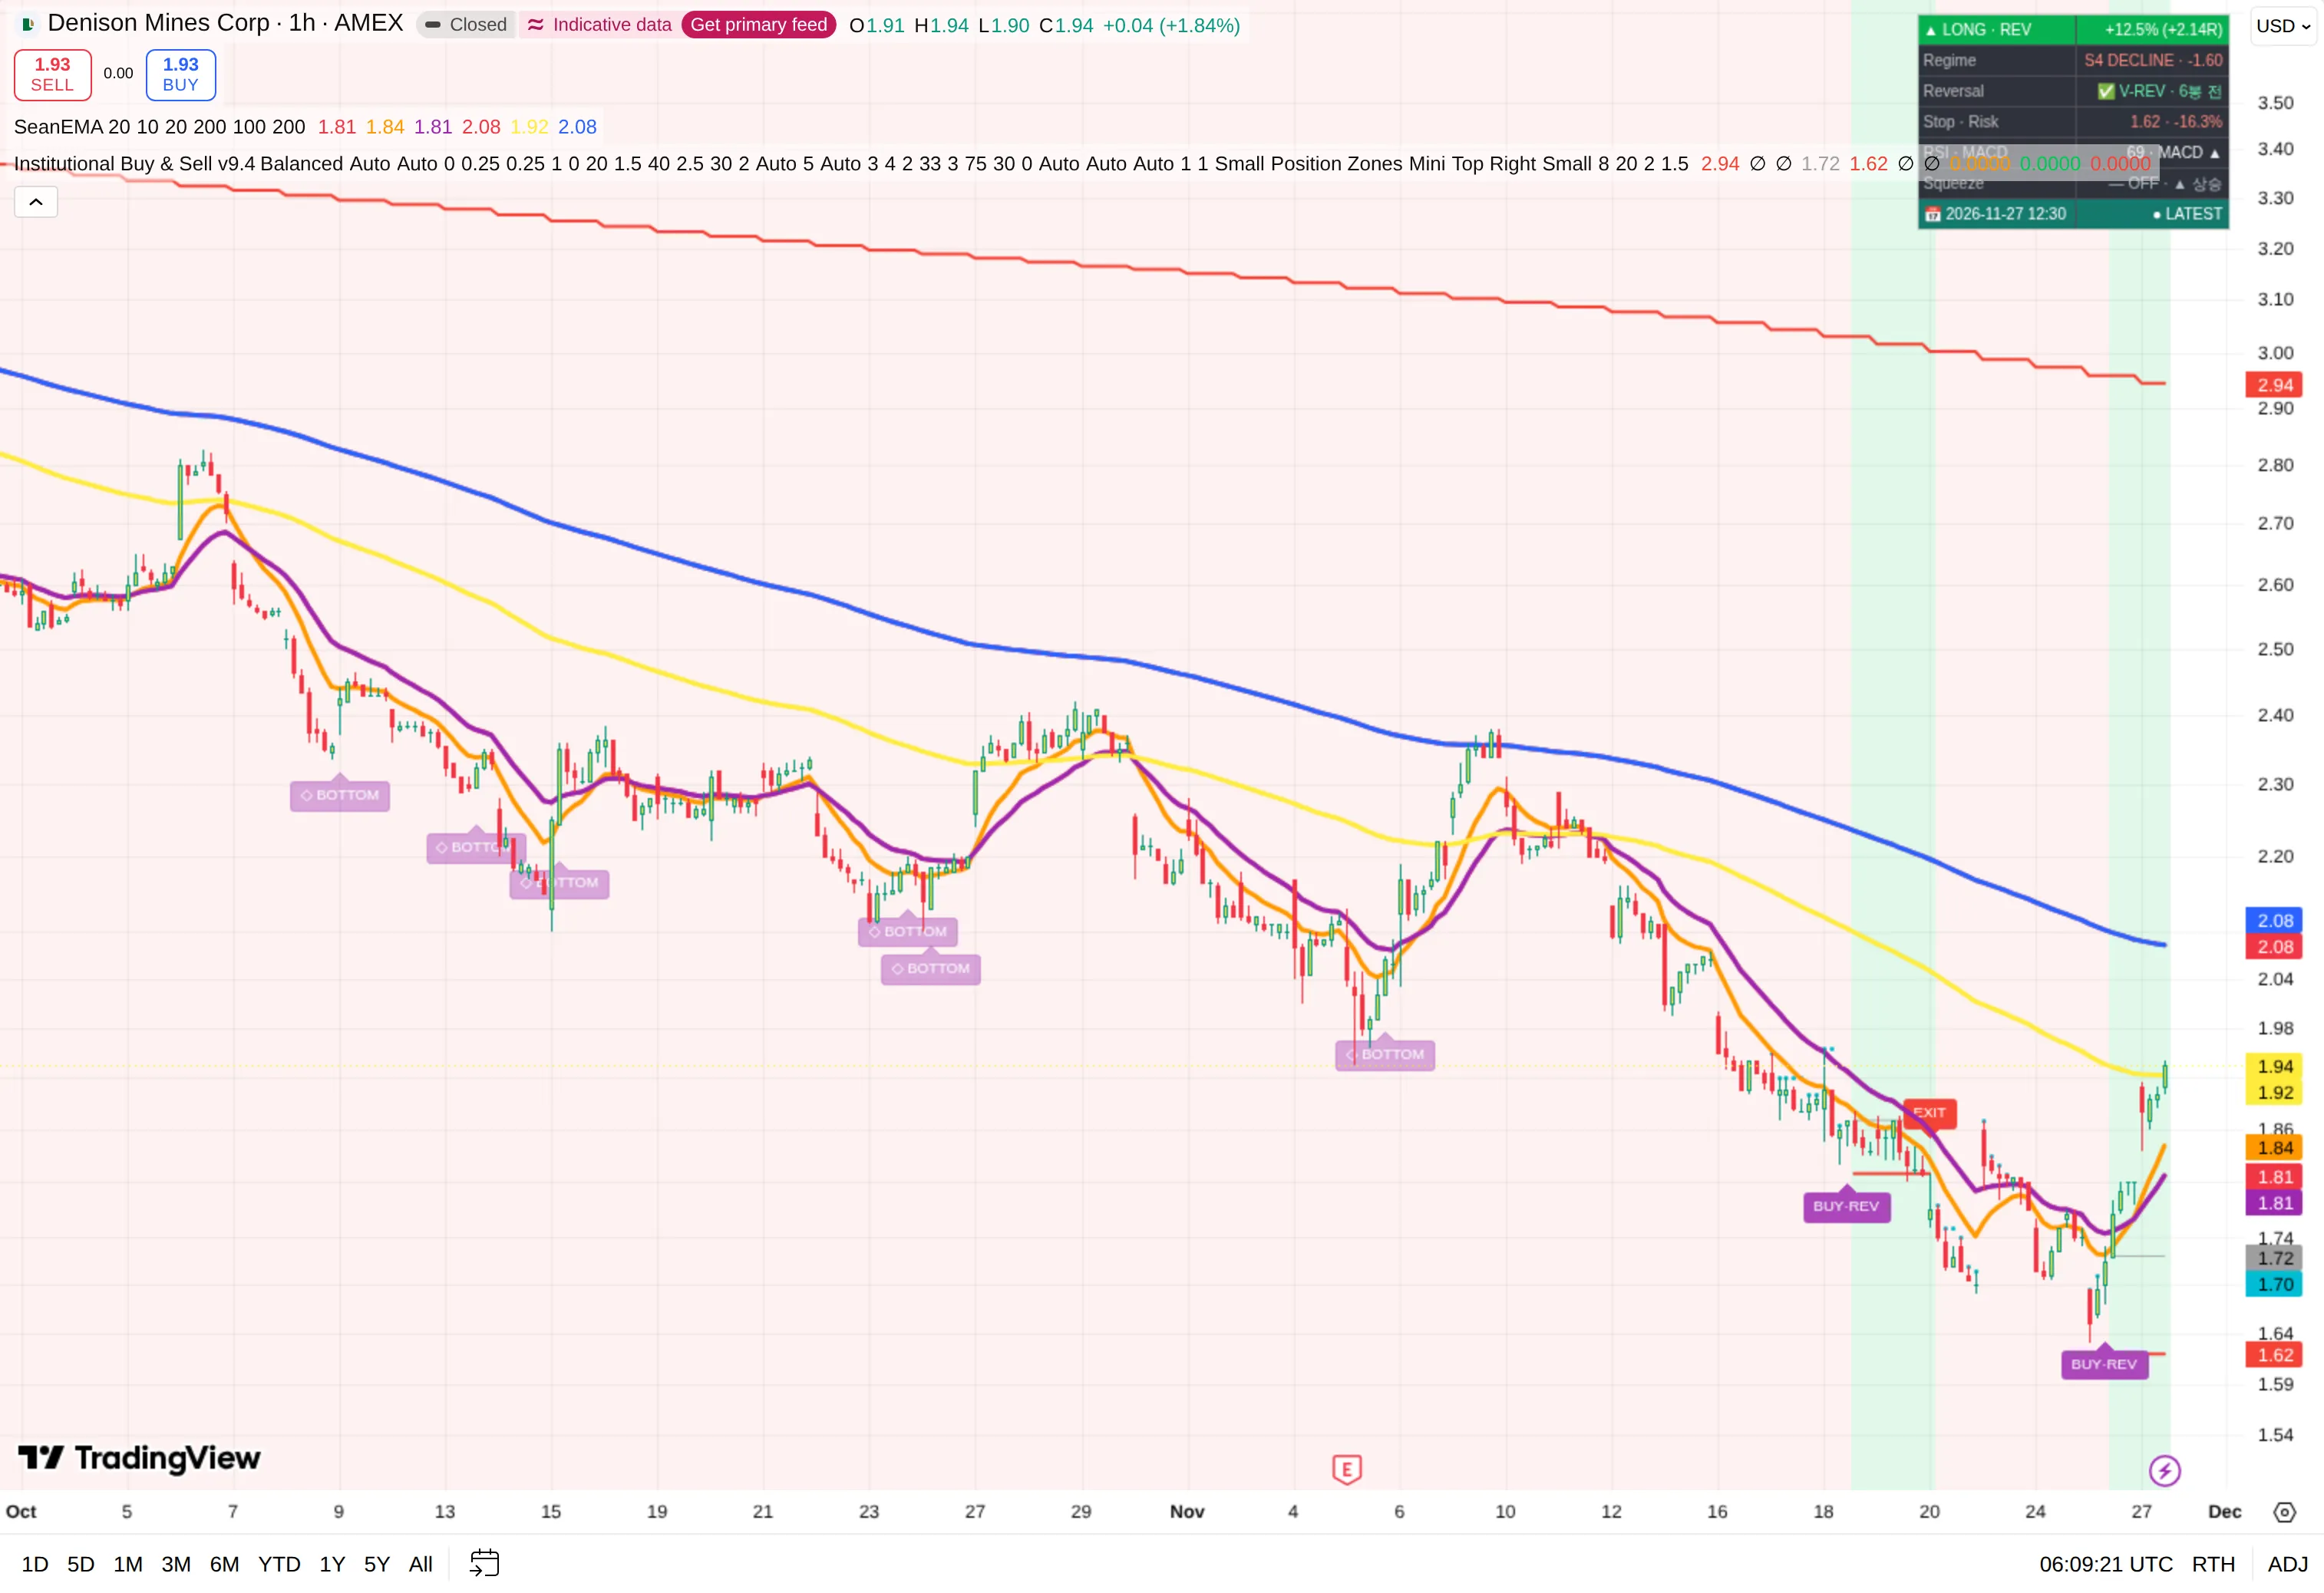 Denison Mines Corp · 1h · AMEX Closed Indicative data Get primary feed O1.91 H1.94 L1.90 C1.94 +0.04 (+1.84%)
1.93 SELL 0.00 1.93 BUY
SeanEMA 20 10 20 200 100 200 1.81 1.84 1.81 2.08 1.92 2.08
Institutional Buy & Sell v9.4 Balanced Auto Auto 0 0.25 0.25 1 0 20 1.5 40 2.5 30 2 Auto 5 Auto 3 4 2 33 3 75 30 0 Auto Auto Auto 1 1 Small Position Zones Mini Top Right Small 8 20 2 1.5 2.94 ∅ ∅ 1.72 1.62 ∅ ∅ 0.0000 0.0000 0.0000
▲ LONG · REV +12.5% (+2.14R)
Regime S4 DECLINE · -1.60
Reversal ✅ V-REV · 6봉 전
Stop · Risk 1.62 · -16.3%
RSI · MACD 69 · MACD ▲
Squeeze — OFF · ▲ 상승
📅 2026-11-27 12:30 ● LATEST
USD
3.50
3.40
3.30
3.20
3.10
3.00
2.94
2.90
2.80
2.70
2.60
2.50
2.40
2.30
2.20
2.08
2.08
2.04
1.98
1.94
1.92
1.86
1.84
1.81
1.81
1.74
1.72
1.70
1.64
1.62
1.59
1.54
◇ BOTTOM
◇ BOTTOM
◇ BOTTOM
◇ BOTTOM
◇ BOTTOM
◇ BOTTOM
EXIT
BUY-REV
BUY-REV
TradingView
E
Oct 5 7 9 13 15 19 21 23 27 29 Nov 4 6 10 12 16 18 20 24 27 Dec
1D 5D 1M 3M 6M YTD 1Y 5Y All 06:09:21 UTC RTH ADJ